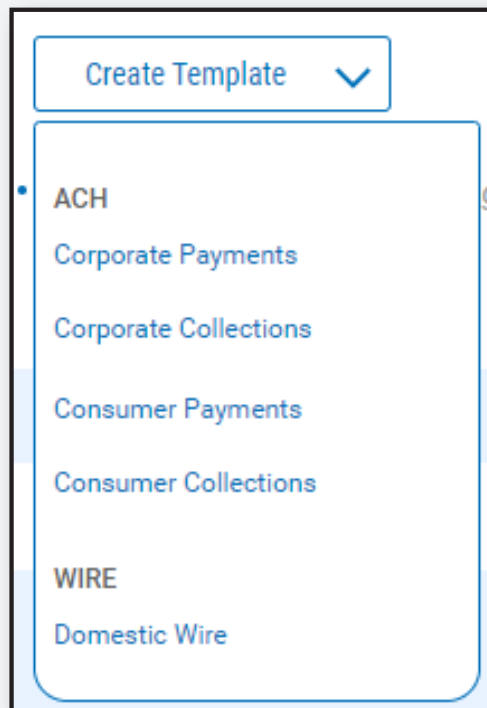 Create Template
ACH
Corporate Payments
Corporate Collections
Consumer Payments
Consumer Collections
WIRE
Domestic Wire